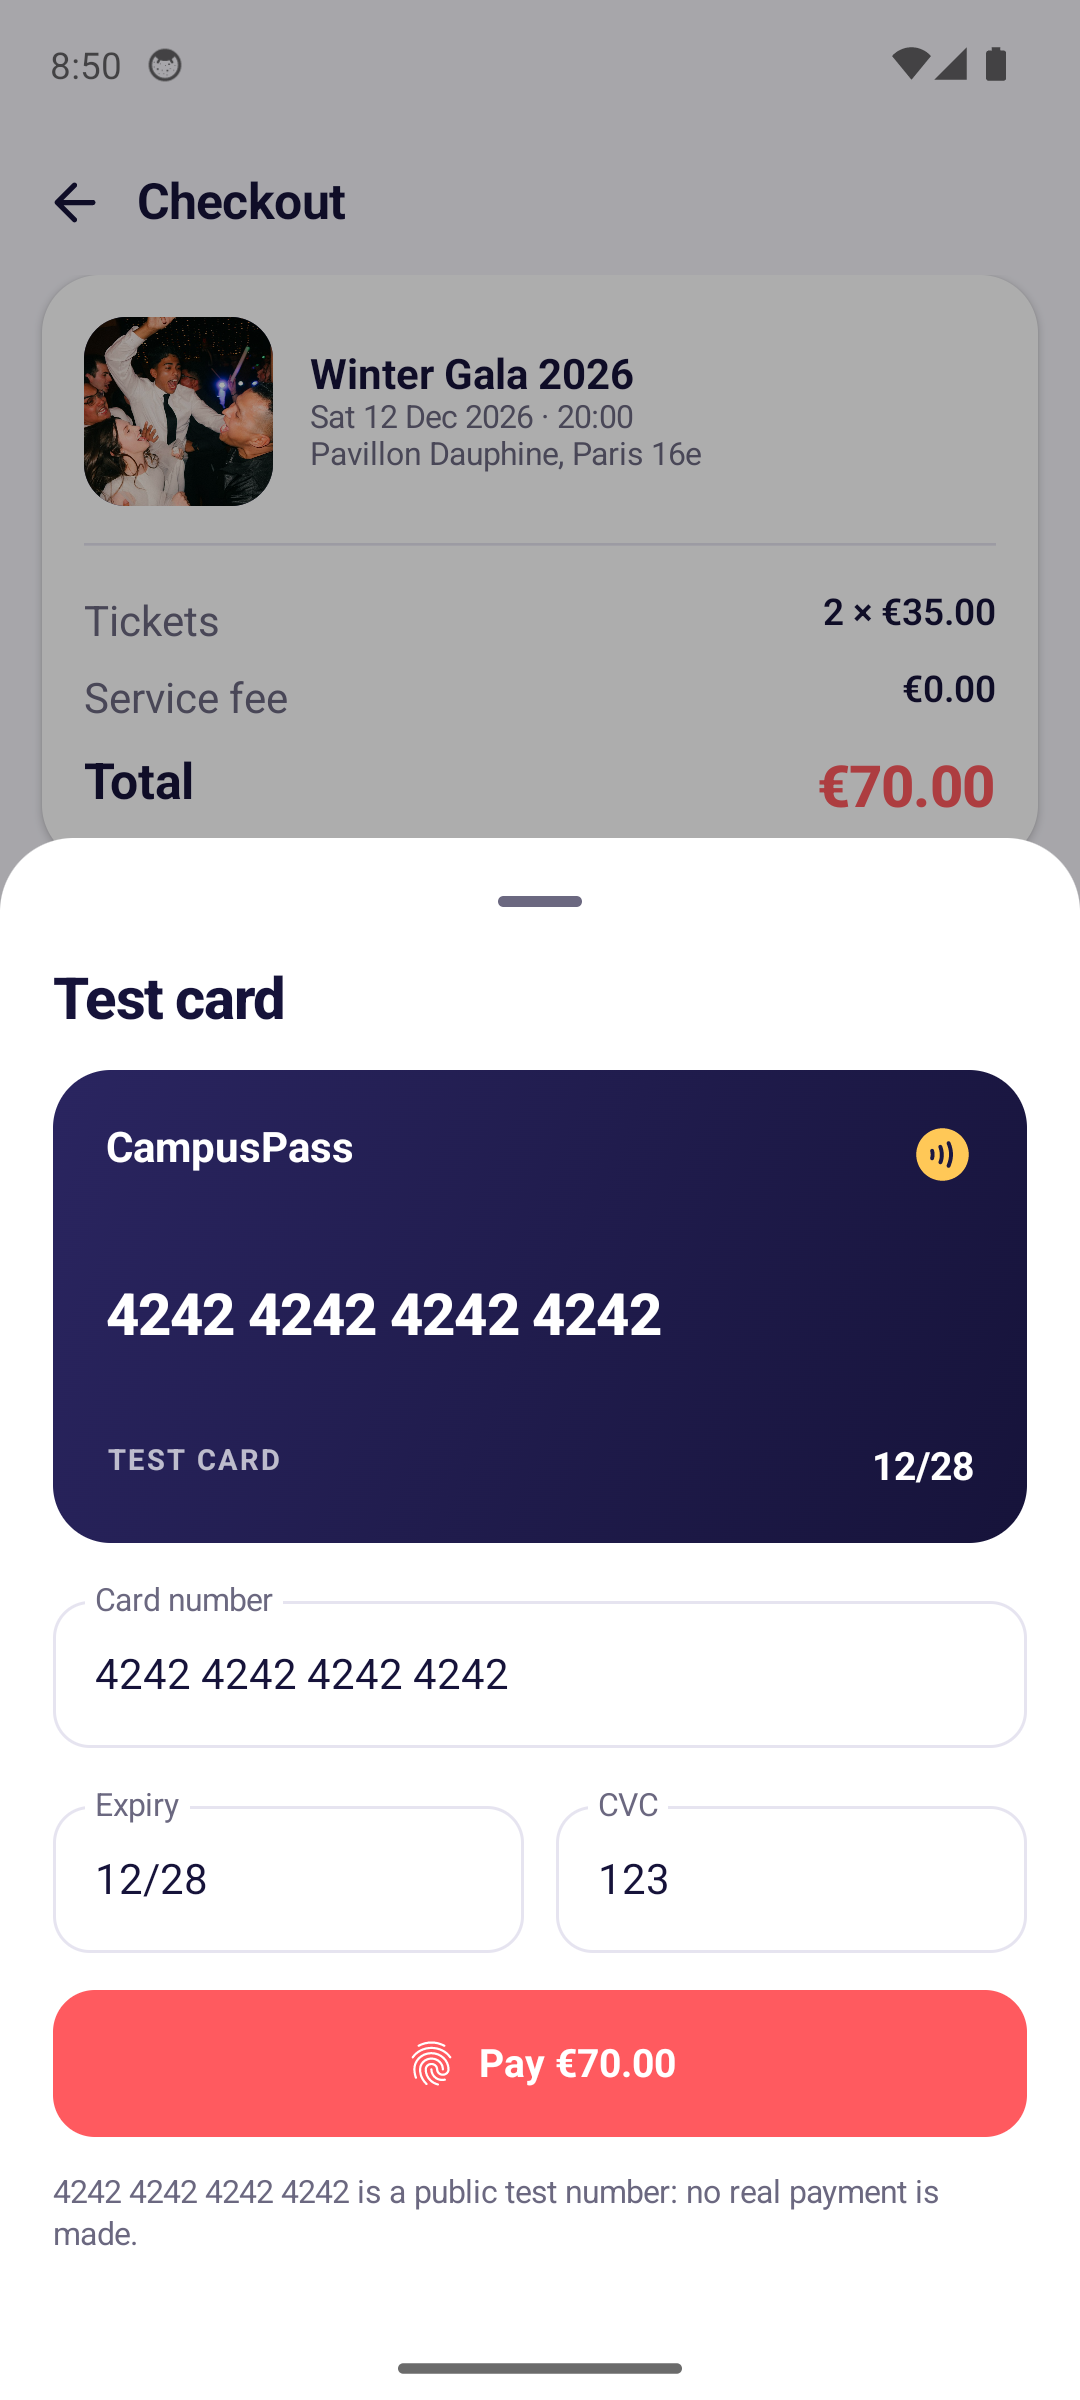 8:50
Checkout
Winter Gala 2026
Sat 12 Dec 2026 · 20:00
Pavillon Dauphine, Paris 16e
Tickets 2 × €35.00
Service fee €0.00
Total €70.00
Test card
CampusPass
4242 4242 4242 4242
TEST CARD 12/28
Card number
4242 4242 4242 4242
Expiry CVC
12/28 123
Pay €70.00
4242 4242 4242 4242 is a public test number: no real payment is
made.